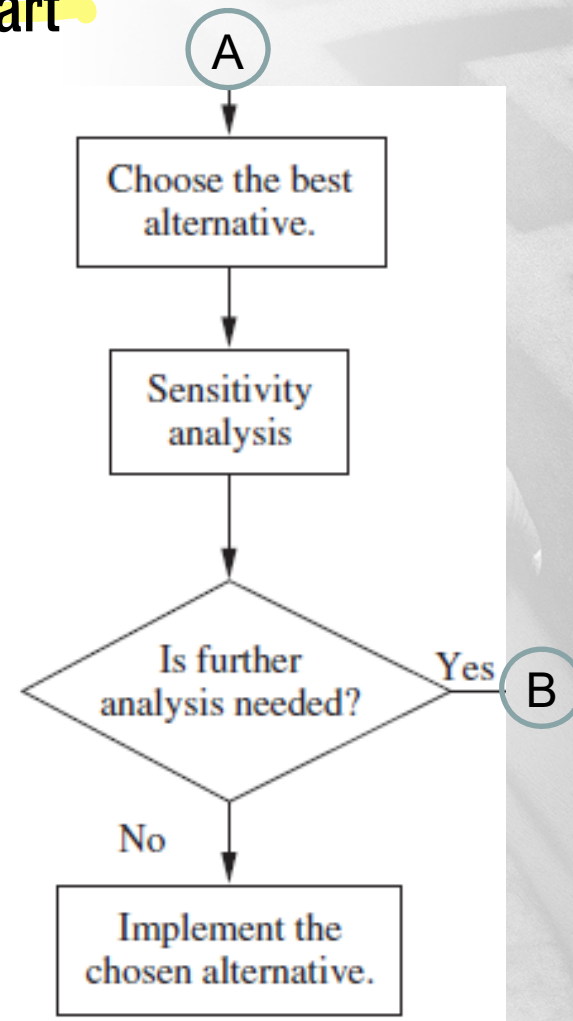 art
A
Choose the best
alternative.
Sensitivity
analysis
Is further
analysis needed?
Yes
B
No
Implement the
chosen alternative.